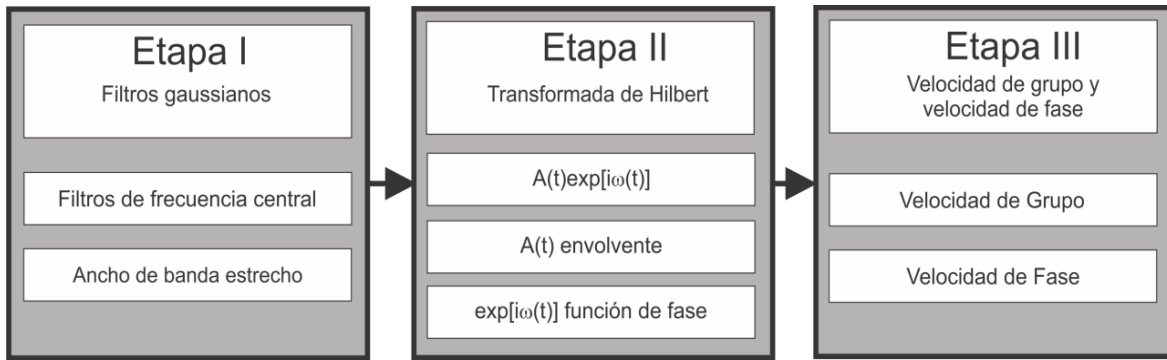 Etapa I
Filtros gaussianos
Filtros de frecuencia central
Ancho de banda estrecho
Etapa II
Transformada de Hilbert
A(t)exp[iω(t)]
A(t) envolvente
exp[iω(t)] función de fase
Etapa III
Velocidad de grupo y
velocidad de fase
Velocidad de Grupo
Velocidad de Fase